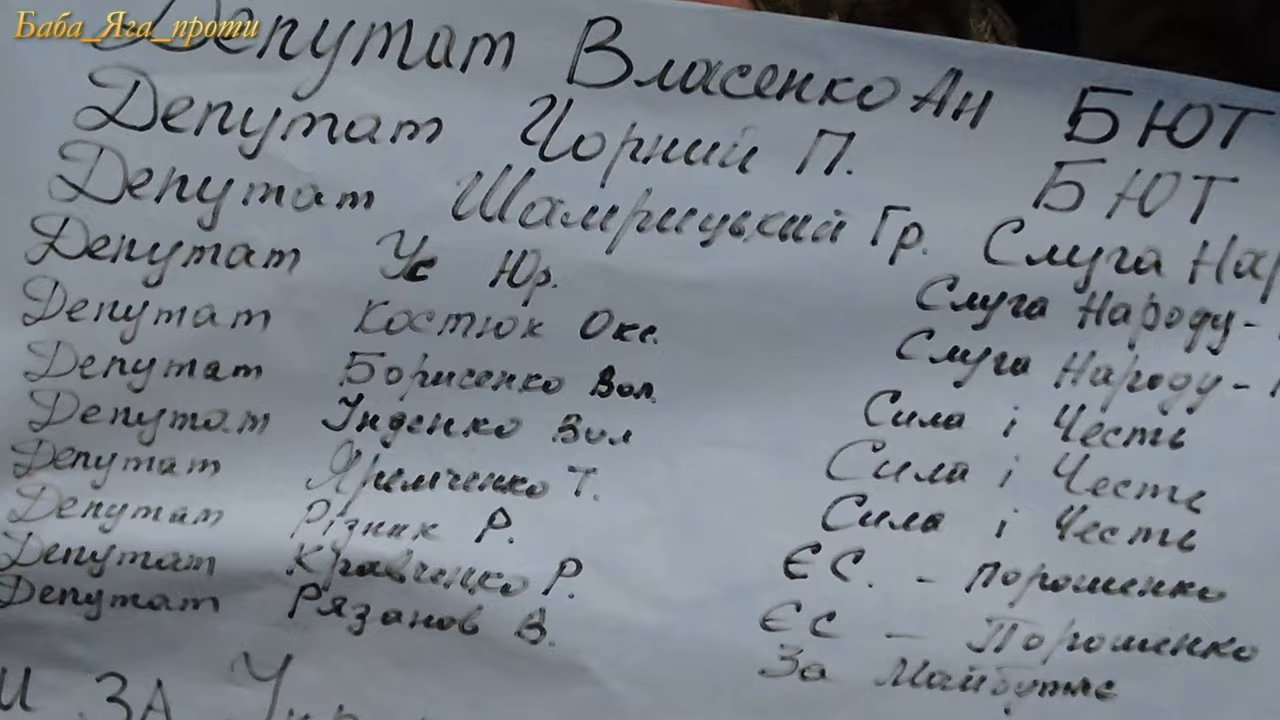 Баба_Яга_проти
Депутат Власенко Ан БЮТ
Депутат Чорний П. БЮТ
Депутат Шамрицький Гр. Слуга Нар
Депутат Ус Юр. Слуга Народу-
Депутат Костюк Окс. Слуга Народу-
Депутат Борисенко Вол. Сила і Честь
Депутат Інденко Вол Сила і Честь
Депутат Яремченко Т. Сила і Честь
Депутат Різник Р. ЄС. - Порошенко
Депутат Кравченко Р. ЄС - Порошенко
Депутат Рязанов В. За Майбутнє
И ЗА